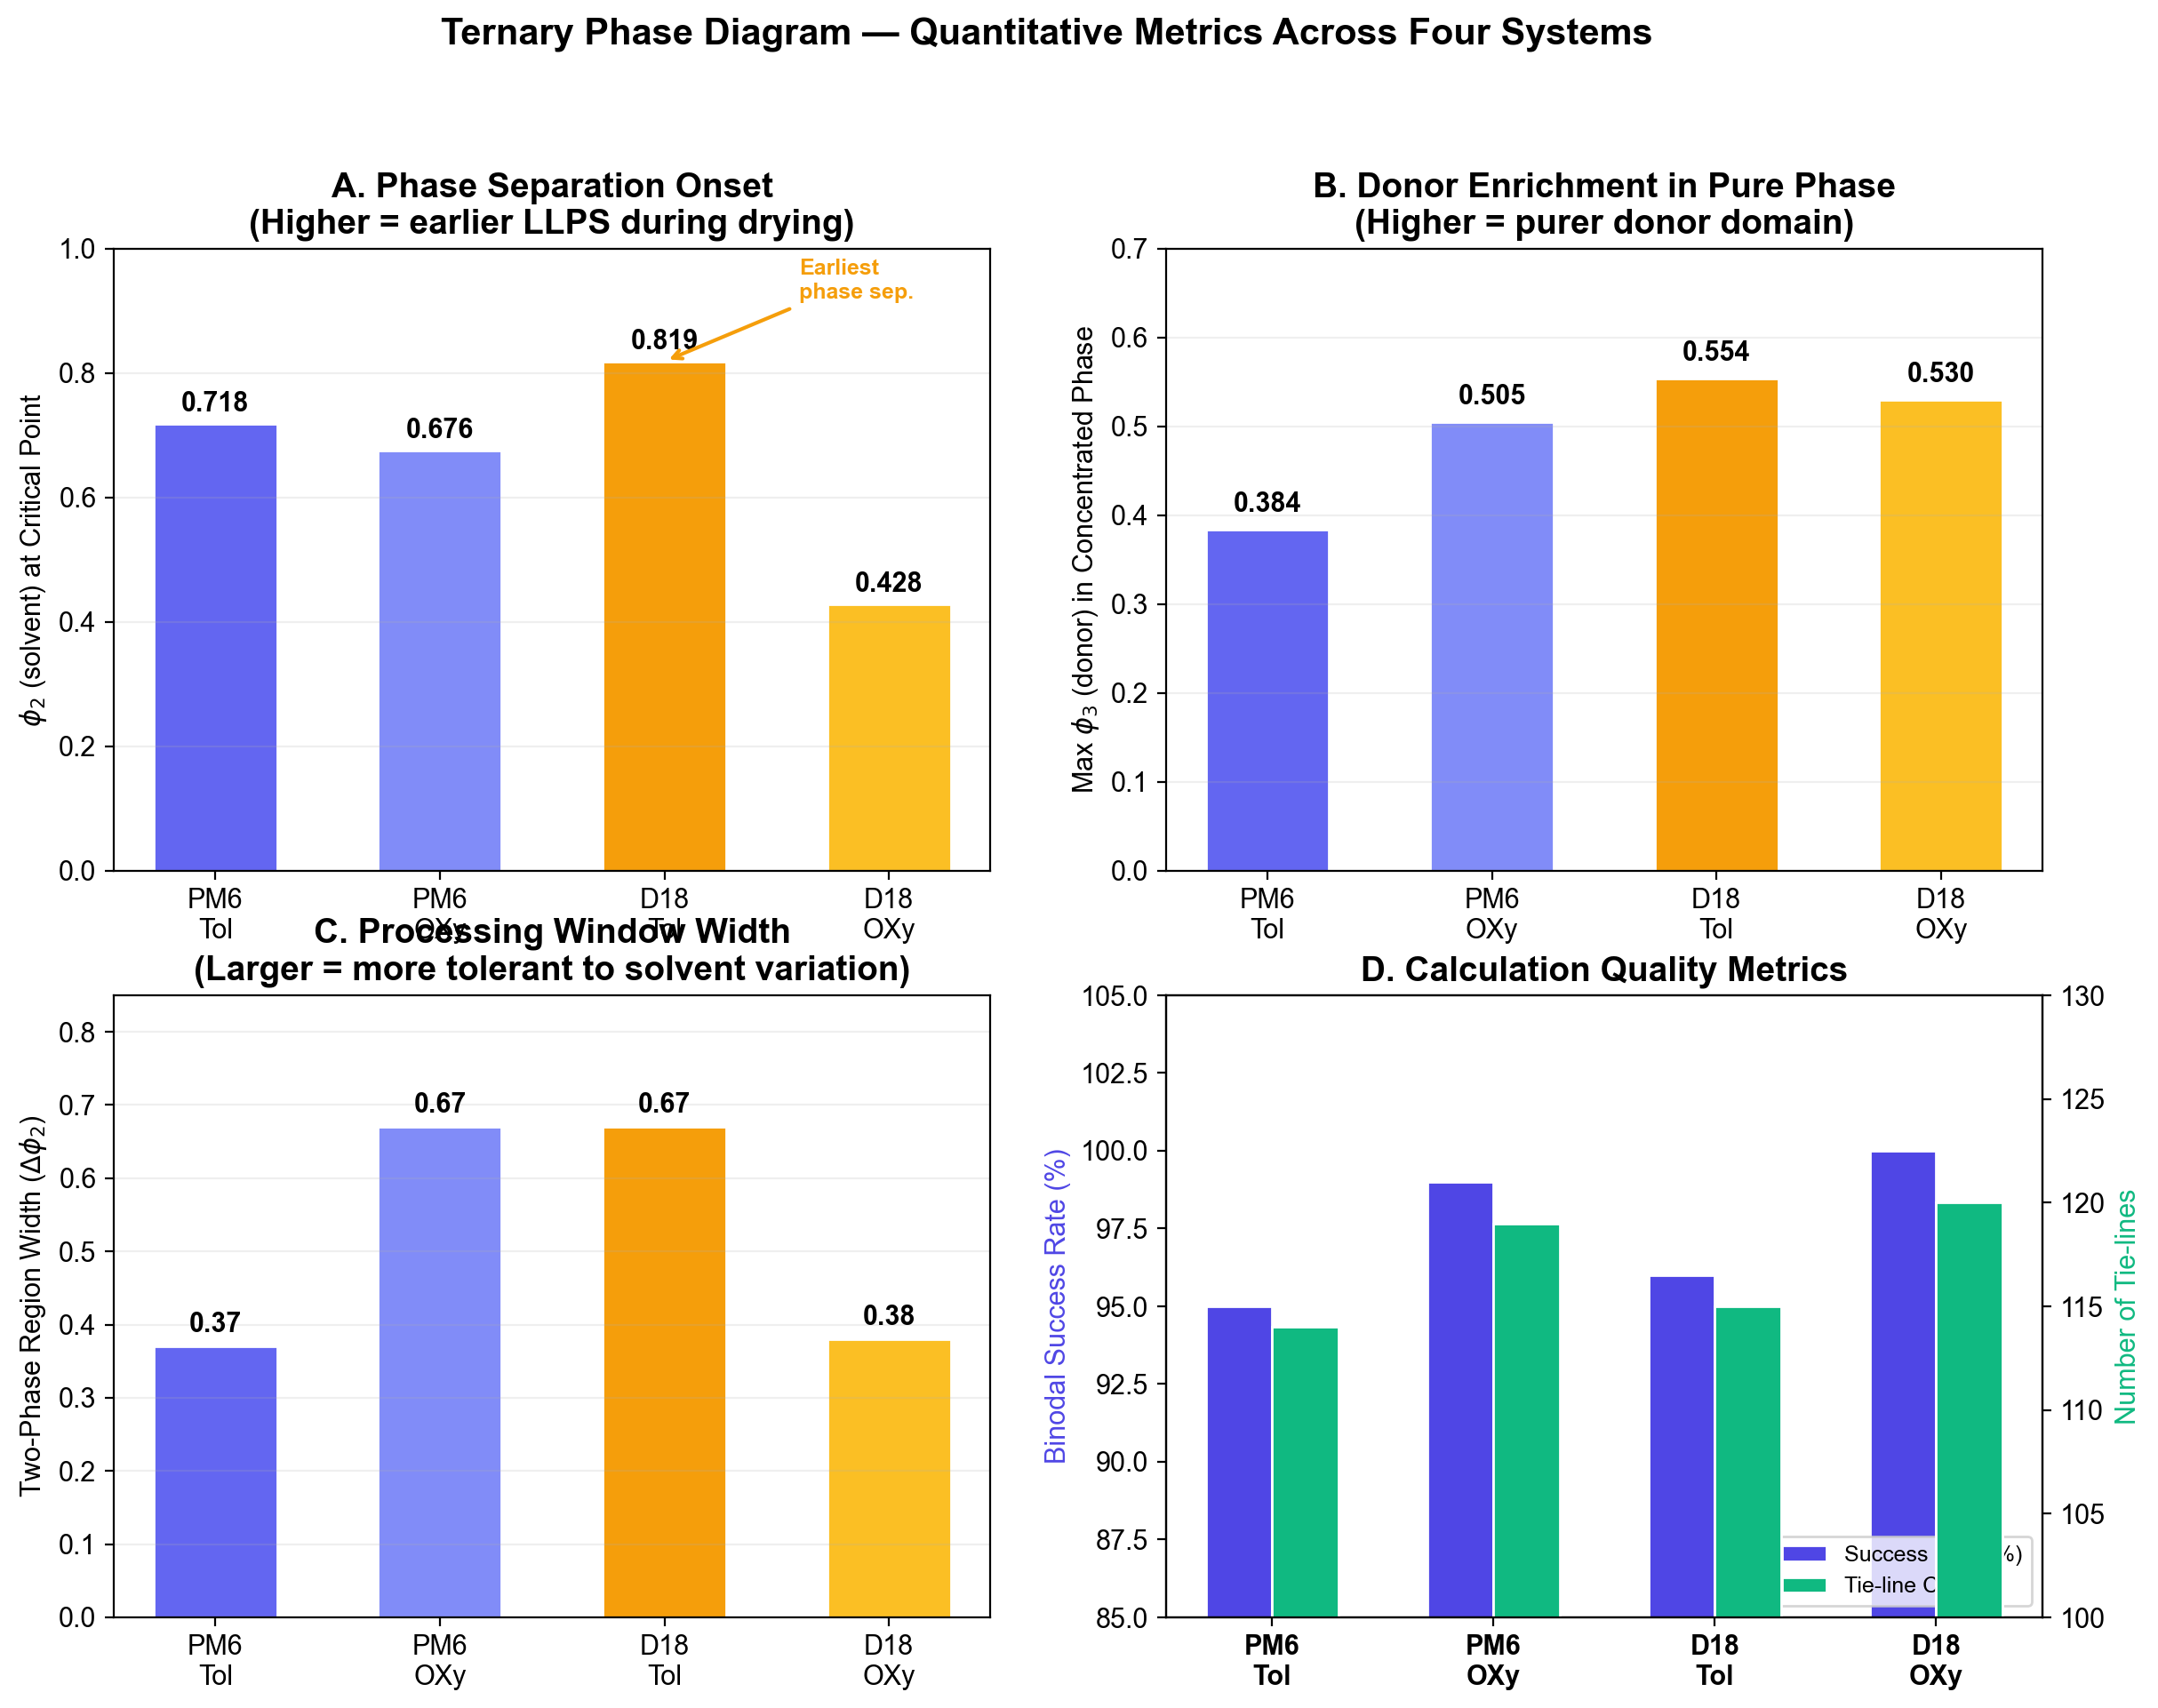 Ternary Phase Diagram — Quantitative Metrics Across Four Systems
A. Phase Separation Onset
(Higher = earlier LLPS during drying)
ϕ₂ (solvent) at Critical Point
1.0
0.8
0.6
0.4
0.2
0.0
Earliest
phase sep.
0.718
0.676
0.819
0.428
PM6
Tol
PM6
OXy
D18
Tol
D18
OXy
B. Donor Enrichment in Pure Phase
(Higher = purer donor domain)
Max ϕ₃ (donor) in Concentrated Phase
0.7
0.6
0.5
0.4
0.3
0.2
0.1
0.0
0.384
0.505
0.554
0.530
PM6
Tol
PM6
OXy
D18
Tol
D18
OXy
C. Processing Window Width
(Larger = more tolerant to solvent variation)
Two-Phase Region Width (Δϕ₂)
0.8
0.7
0.6
0.5
0.4
0.3
0.2
0.1
0.0
0.37
0.67
0.67
0.38
PM6
Tol
PM6
OXy
D18
Tol
D18
OXy
D. Calculation Quality Metrics
Binodal Success Rate (%)
105.0
102.5
100.0
97.5
95.0
92.5
90.0
87.5
85.0
130
125
120
115
110
105
100
Number of Tie-lines
Success %)
Tie-line
PM6
Tol
PM6
OXy
D18
Tol
D18
OXy